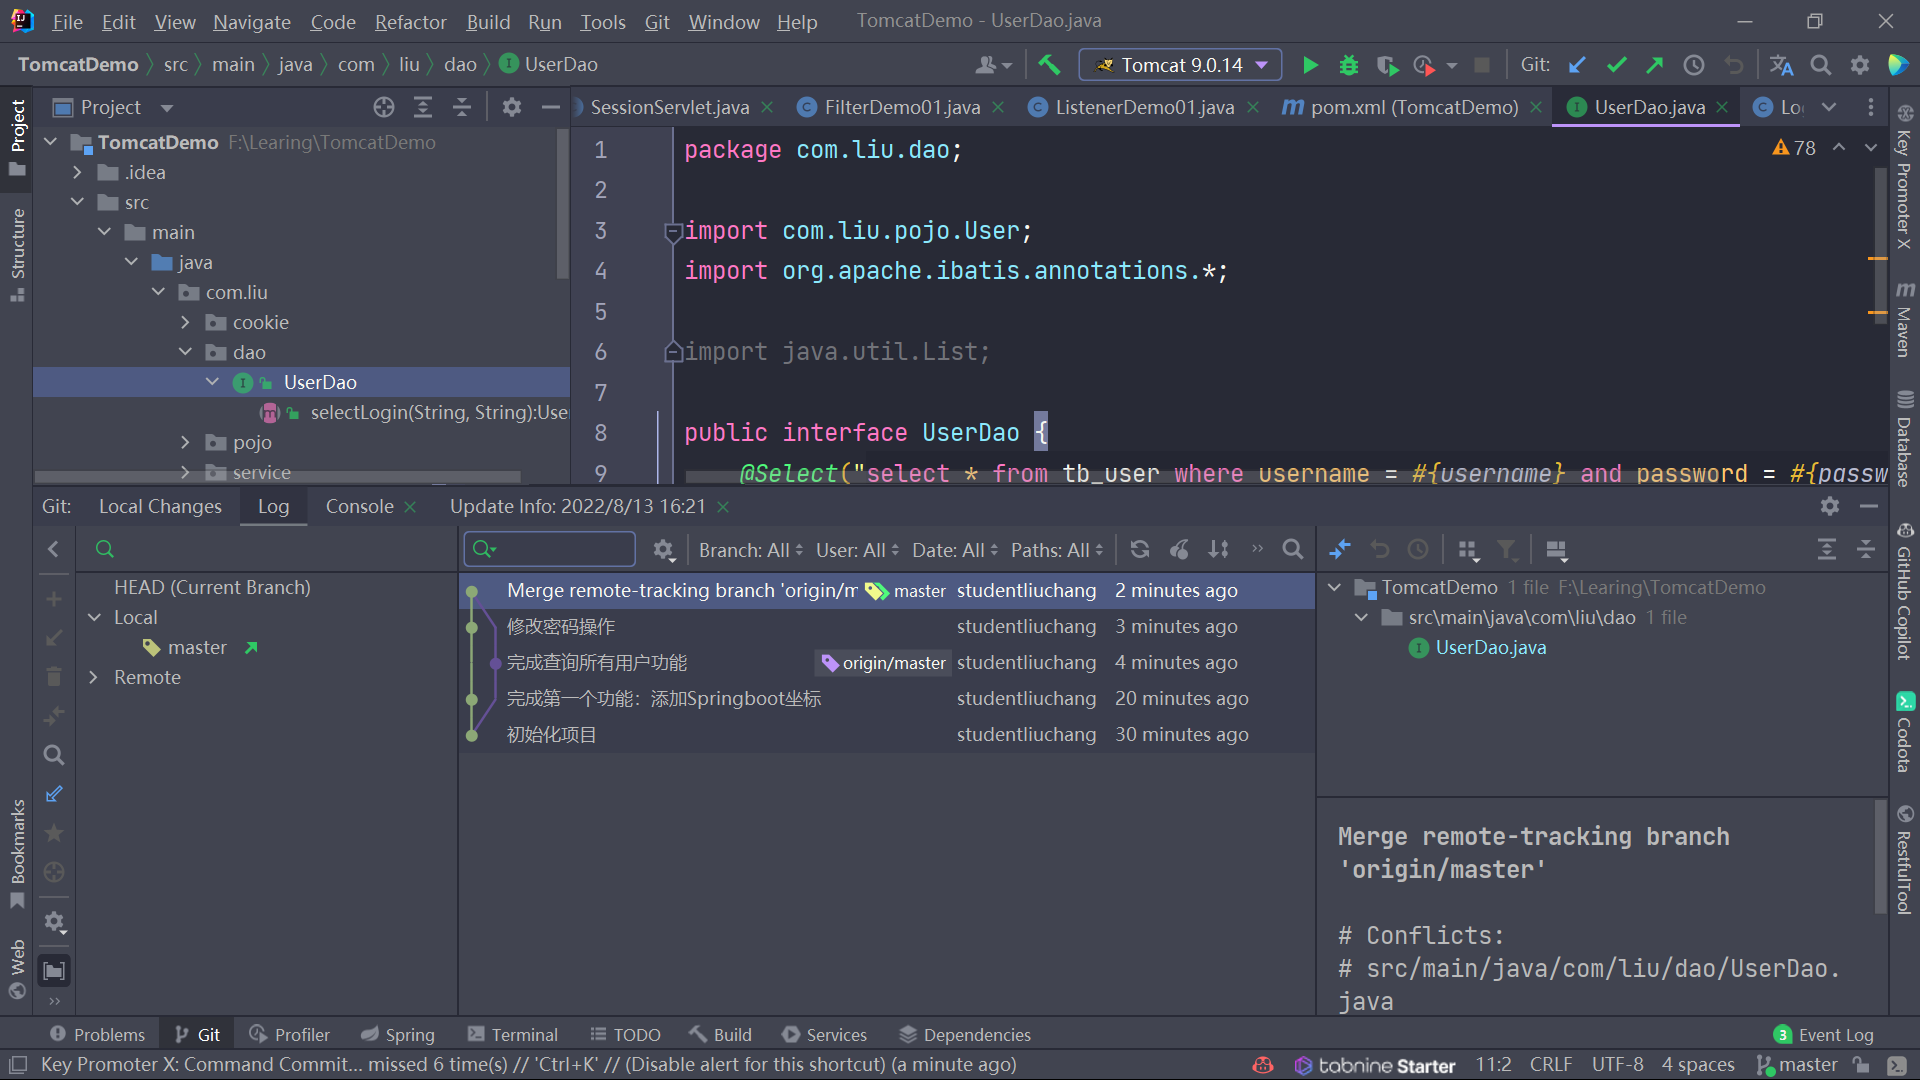 File Edit View Navigate Code Refactor Build Run Tools Git Window Help TomcatDemo - UserDao.java
TomcatDemo src main java com liu dao UserDao Tomcat 9.0.14 Git:
Project
SessionServlet.java FilterDemo01.java ListenerDemo01.java pom.xml (TomcatDemo) UserDao.java
TomcatDemo F:\Learing\TomcatDemo
.idea
src
main
java
com.liu
cookie
dao
UserDao
selectLogin(String, String):Use
pojo
service
78
1 package com.liu.dao;
2
3 import com.liu.pojo.User;
4 import org.apache.ibatis.annotations.*;
5
6 import java.util.List;
7
8 public interface UserDao {
9 @Select("select * from tb_user where username = #{username} and password = #{passw
Project
Structure
Bookmarks
Web
Key Promoter X
Maven
Database
GitHub Copilot
Codota
RestfulTool
Git: Local Changes Log Console Update Info: 2022/8/13 16:21
HEAD (Current Branch)
Local
master
Remote
Branch: All User: All Date: All Paths: All
Merge remote-tracking branch 'origin/m master studentliuchang 2 minutes ago
修改密码操作 studentliuchang 3 minutes ago
完成查询所有用户功能 origin/master studentliuchang 4 minutes ago
完成第一个功能：添加Springboot坐标 studentliuchang 20 minutes ago
初始化项目 studentliuchang 30 minutes ago
TomcatDemo 1 file F:\Learing\TomcatDemo
src\main\java\com\liu\dao 1 file
UserDao.java
Merge remote-tracking branch
'origin/master'
# Conflicts:
# src/main/java/com/liu/dao/UserDao.
java
Problems Git Profiler Spring Terminal TODO Build Services Dependencies 3 Event Log
Key Promoter X: Command Commit... missed 6 time(s) // 'Ctrl+K' // (Disable alert for this shortcut) (a minute ago) tabnine Starter 11:2 CRLF UTF-8 4 spaces master